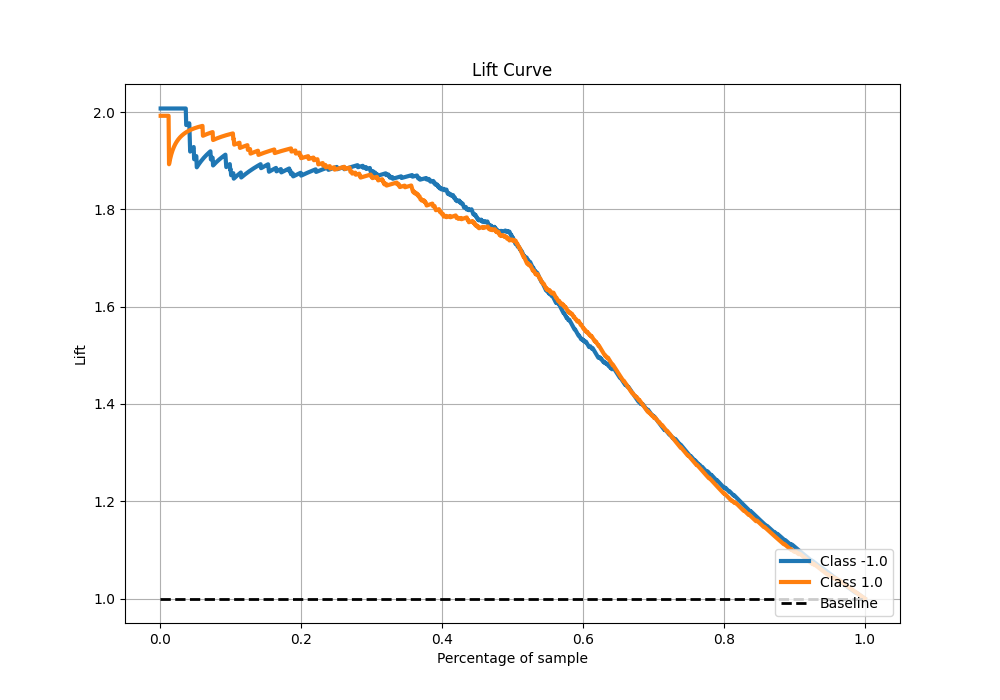 Lift Curve
2.0
1.8
1.6
1.4
1.2
1.0
Lift
0.0 0.2 0.4 0.6 0.8 1.0
Percentage of sample
Class -1.0
Class 1.0
Baseline